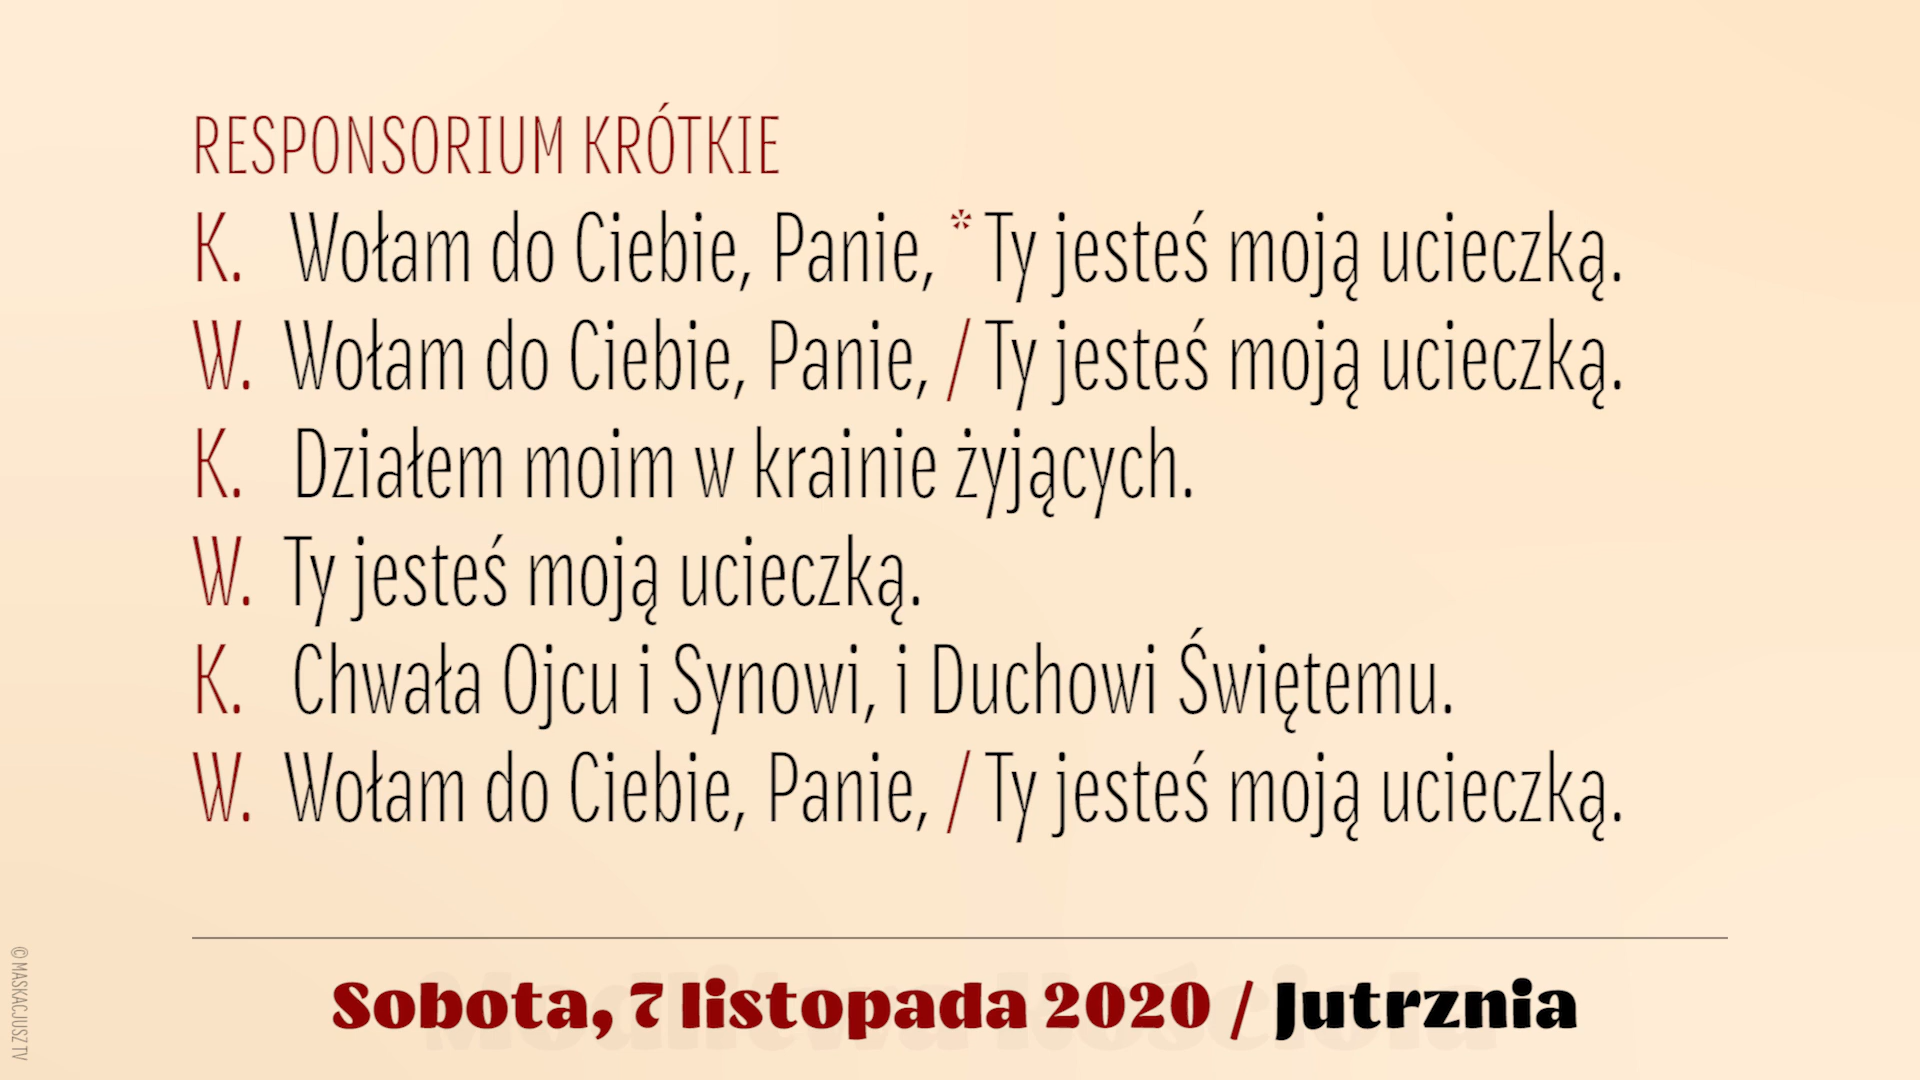 RESPONSORIUM KRÓTKIE
K. Wołam do Ciebie, Panie, * Ty jesteś moją ucieczką.
W. Wołam do Ciebie, Panie, / Ty jesteś moją ucieczką.
K. Działem moim w krainie żyjących.
W. Ty jesteś moją ucieczką.
K. Chwała Ojcu i Synowi, i Duchowi Świętemu.
W. Wołam do Ciebie, Panie, / Ty jesteś moją ucieczką.
Sobota, 7 listopada 2020 / Jutrznia
© MASKACJUSZ TV